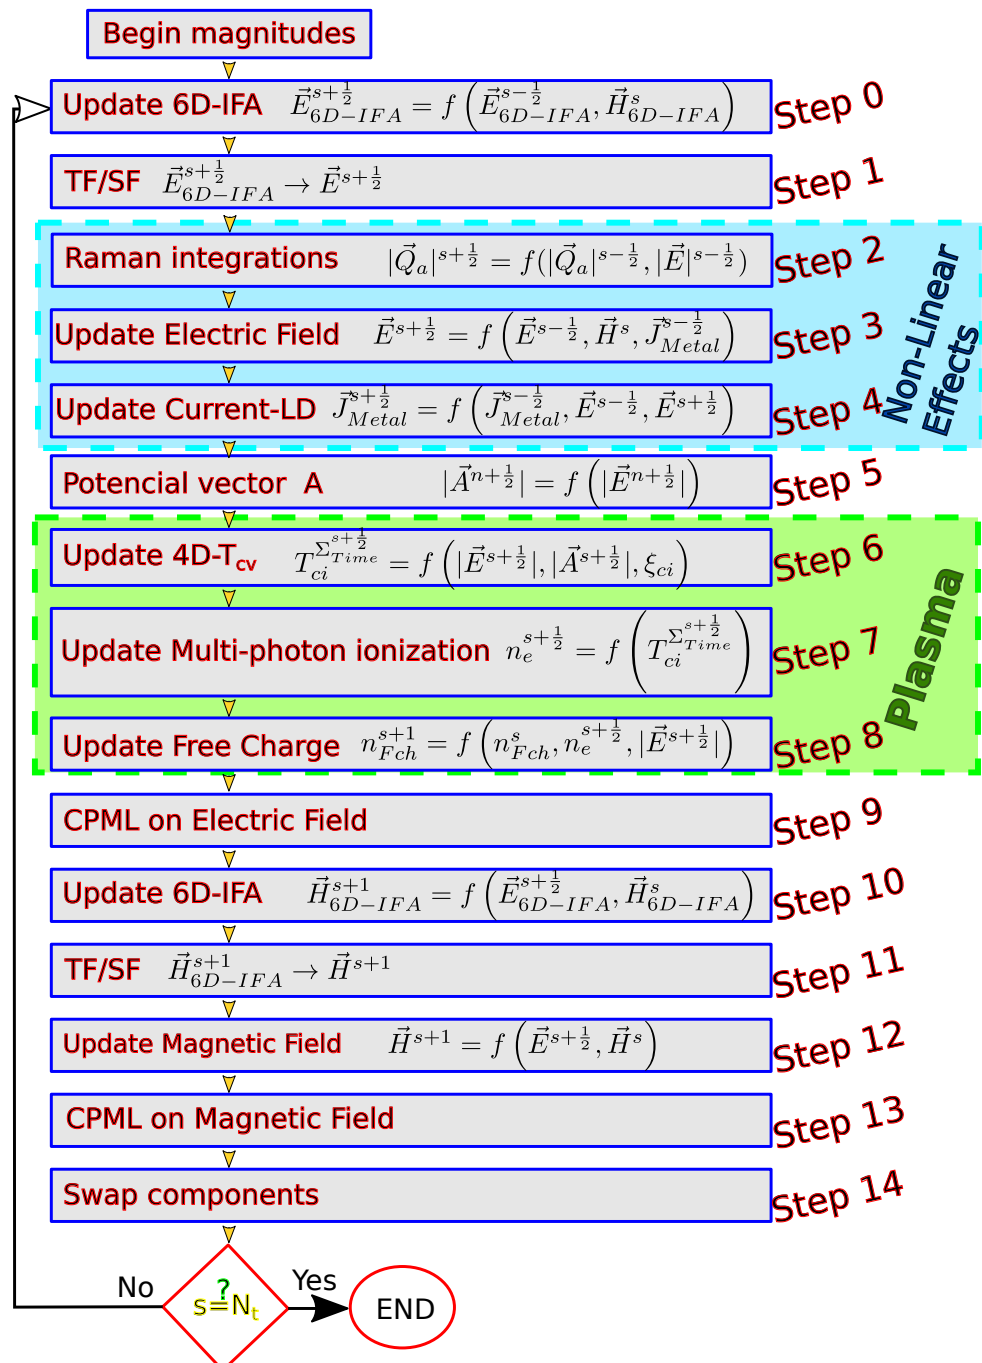 Begin magnitudes
Update 6D-IFA $\vec{E}_{6D-IFA}^{s+\frac{1}{2}} = f\left(\vec{E}_{6D-IFA}^{s-\frac{1}{2}}, \vec{H}_{6D-IFA}^{s}\right)$ Step 0
TF/SF $\vec{E}_{6D-IFA}^{s+\frac{1}{2}} \rightarrow \vec{E}^{s+\frac{1}{2}}$ Step 1
Raman integrations $|\vec{Q}_a|^{s+\frac{1}{2}} = f(|\vec{Q}_a|^{s-\frac{1}{2}}, |\vec{E}|^{s-\frac{1}{2}})$ Step 2
Update Electric Field $\vec{E}^{s+\frac{1}{2}} = f\left(\vec{E}^{s-\frac{1}{2}}, \vec{H}^{s}, \vec{J}_{Metal}^{s-\frac{1}{2}}\right)$ Step 3
Update Current-LD $\vec{J}_{Metal}^{s+\frac{1}{2}} = f\left(\vec{J}_{Metal}^{s-\frac{1}{2}}, \vec{E}^{s-\frac{1}{2}}, \vec{E}^{s+\frac{1}{2}}\right)$ Step 4
Non-Linear
Effects
Potencial vector A $|\vec{A}^{n+\frac{1}{2}}| = f\left(|\vec{E}^{n+\frac{1}{2}}|\right)$ Step 5
Update 4D-T$_{cv}$ $T_{ci}^{\Sigma_{Time}^{s+\frac{1}{2}}} = f\left(|\vec{E}^{s+\frac{1}{2}}|, |\vec{A}^{s+\frac{1}{2}}|, \xi_{ci}\right)$ Step 6
Update Multi-photon ionization $n_e^{s+\frac{1}{2}} = f\left(T_{ci}^{\Sigma_{Time}^{s+\frac{1}{2}}}\right)$ Step 7
Update Free Charge $n_{Fch}^{s+1} = f\left(n_{Fch}^{s}, n_e^{s+\frac{1}{2}}, |\vec{E}^{s+\frac{1}{2}}|\right)$ Step 8
Plasma
CPML on Electric Field Step 9
Update 6D-IFA $\vec{H}_{6D-IFA}^{s+1} = f\left(\vec{E}_{6D-IFA}^{s+\frac{1}{2}}, \vec{H}_{6D-IFA}^{s}\right)$ Step 10
TF/SF $\vec{H}_{6D-IFA}^{s+1} \rightarrow \vec{H}^{s+1}$ Step 11
Update Magnetic Field $\vec{H}^{s+1} = f\left(\vec{E}^{s+\frac{1}{2}}, \vec{H}^{s}\right)$ Step 12
CPML on Magnetic Field Step 13
Swap components Step 14
No
?
s=N$_t$
Yes
END